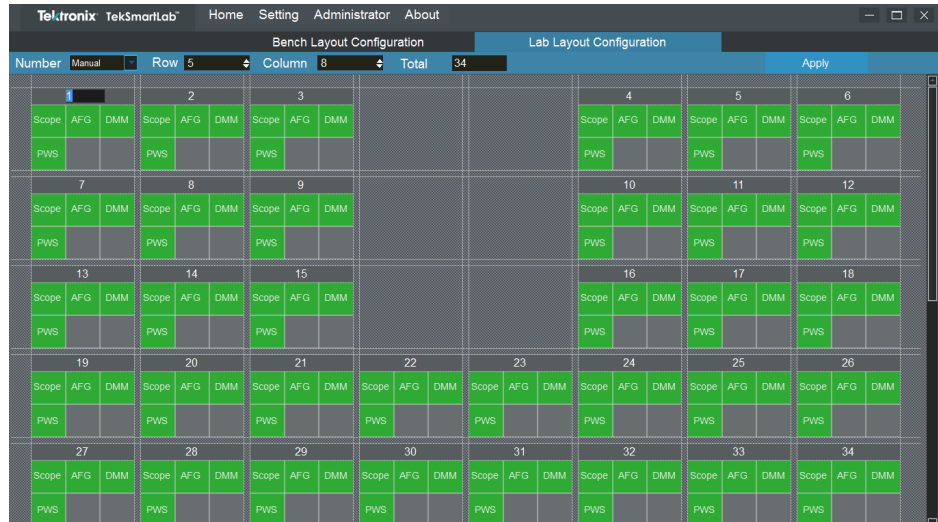 Tektronix TekSmartLab™ Home Setting Administrator About
Bench Layout Configuration Lab Layout Configuration
Number Manual Row 5 Column 8 Total 34 Apply
1 2 3 4 5 6
Scope AFG DMM Scope AFG DMM Scope AFG DMM Scope AFG DMM Scope AFG DMM Scope AFG DMM
PWS PWS PWS PWS PWS PWS
7 8 9 10 11 12
Scope AFG DMM Scope AFG DMM Scope AFG DMM Scope AFG DMM Scope AFG DMM Scope AFG DMM
PWS PWS PWS PWS PWS PWS
13 14 15 16 17 18
Scope AFG DMM Scope AFG DMM Scope AFG DMM Scope AFG DMM Scope AFG DMM Scope AFG DMM
PWS PWS PWS PWS PWS PWS
19 20 21 22 23 24 25 26
Scope AFG DMM Scope AFG DMM Scope AFG DMM Scope AFG DMM Scope AFG DMM Scope AFG DMM Scope AFG DMM Scope AFG DMM
PWS PWS PWS PWS PWS PWS PWS PWS
27 28 29 30 31 32 33 34
Scope AFG DMM Scope AFG DMM Scope AFG DMM Scope AFG DMM Scope AFG DMM Scope AFG DMM Scope AFG DMM Scope AFG DMM
PWS PWS PWS PWS PWS PWS PWS PWS